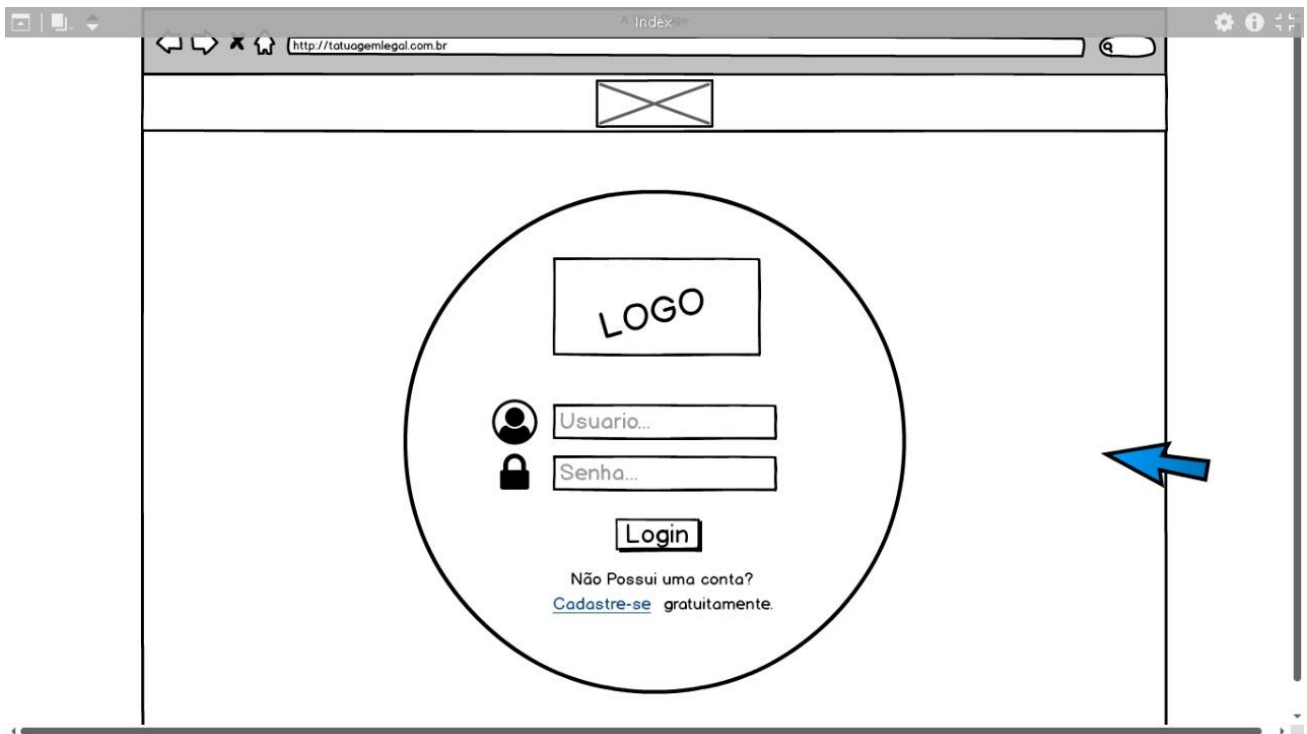 Index
http://tatuagemlegal.com.br
LOGO
Usuario...
Senha...
Login
Não Possui uma conta?
Cadastre-se gratuitamente.